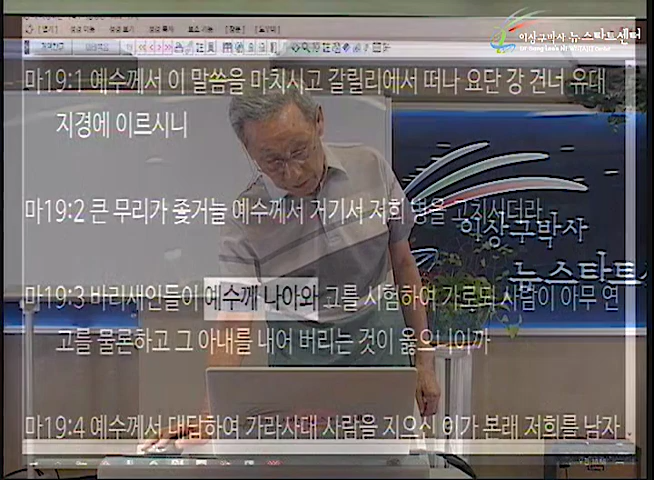 이상구박사 뉴스타트센터
마19:1 예수께서 이 말씀을 마치시고 갈릴리에서 떠나 요단 강 건너 유대
지경에 이르시니
마19:2 큰 무리가 좇거늘 예수께서 거기서 저희 병을 고치시더라
이상구박사
뉴스타트
마19:3 바리새인들이 예수께 나아와 그를 시험하여 가로되 사람이 아무 연
고를 물론하고 그 아내를 내어 버리는 것이 옳으니이까
마19:4 예수께서 대답하여 가라사대 사람을 지으신 이가 본래 저희를 남자